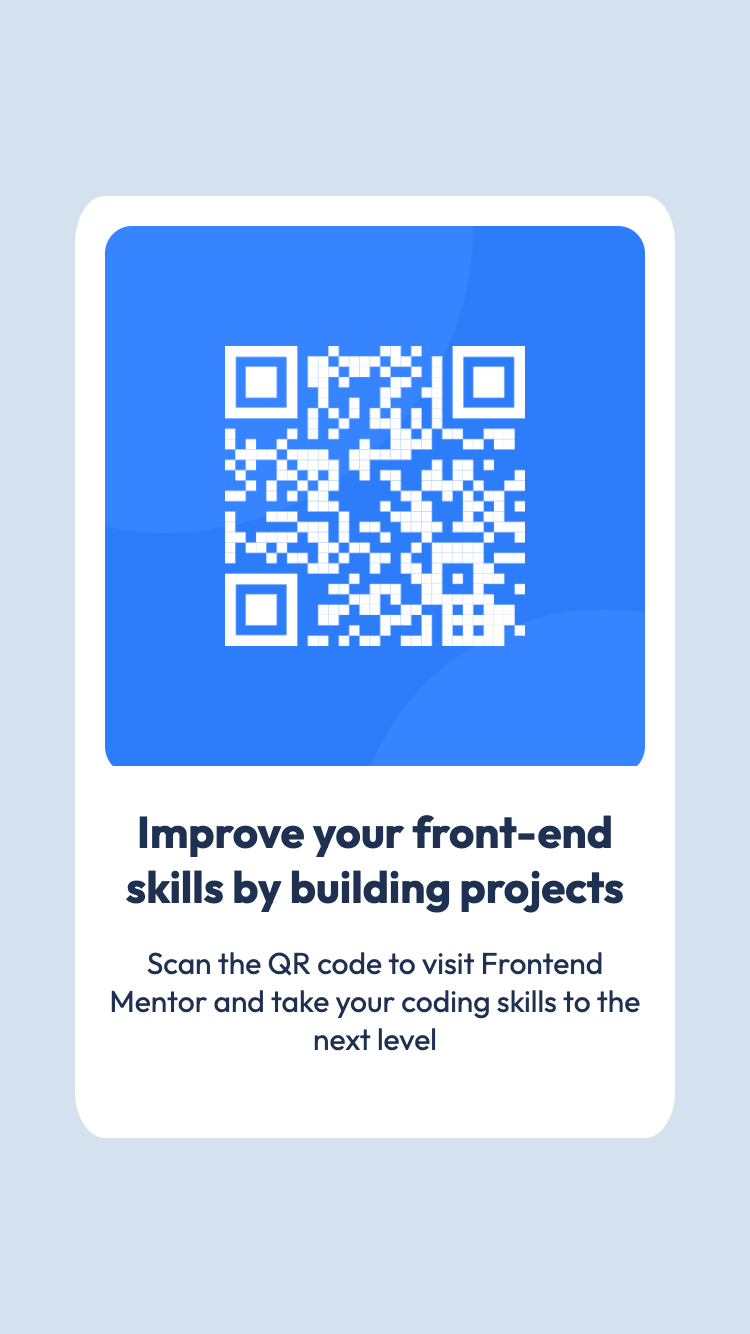 Improve your front-end
skills by building projects
Scan the QR code to visit Frontend
Mentor and take your coding skills to the
next level